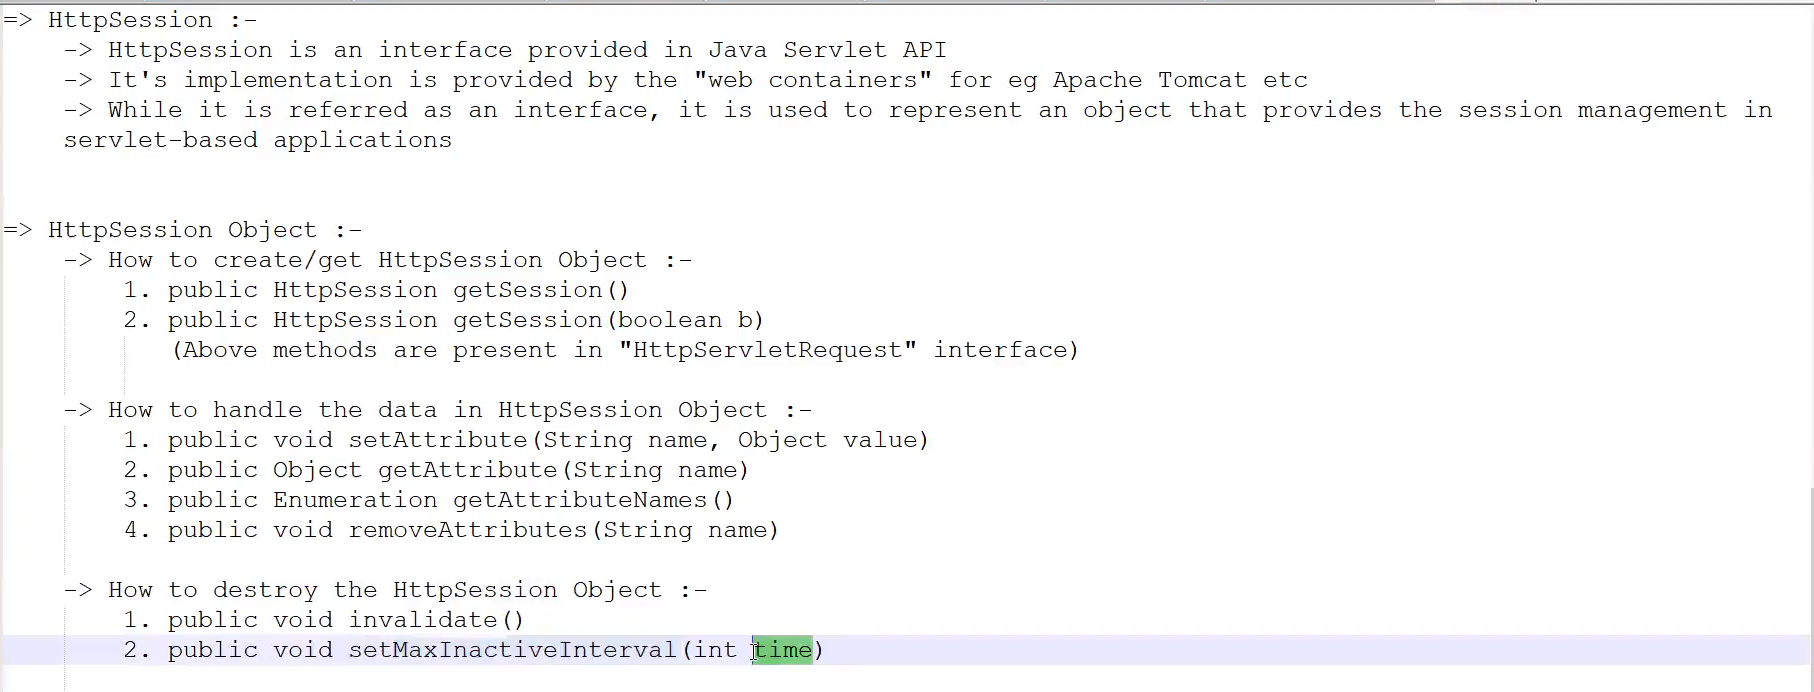 => HttpSession :-
-> HttpSession is an interface provided in Java Servlet API
-> It's implementation is provided by the "web containers" for eg Apache Tomcat etc
-> While it is referred as an interface, it is used to represent an object that provides the session management in
servlet-based applications
=> HttpSession Object :-
-> How to create/get HttpSession Object :-
1. public HttpSession getSession()
2. public HttpSession getSession(boolean b)
(Above methods are present in "HttpServletRequest" interface)
-> How to handle the data in HttpSession Object :-
1. public void setAttribute(String name, Object value)
2. public Object getAttribute(String name)
3. public Enumeration getAttributeNames()
4. public void removeAttributes(String name)
-> How to destroy the HttpSession Object :-
1. public void invalidate()
2. public void setMaxInactiveInterval(int time)